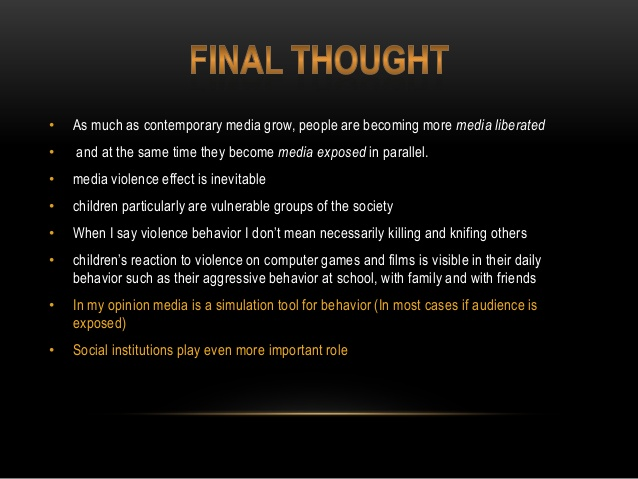 FINAL THOUGHT
• As much as contemporary media grow, people are becoming more media liberated
• and at the same time they become media exposed in parallel.
• media violence effect is inevitable
• children particularly are vulnerable groups of the society
• When I say violence behavior I don’t mean necessarily killing and knifing others
• children’s reaction to violence on computer games and films is visible in their daily
behavior such as their aggressive behavior at school, with family and with friends
• In my opinion media is a simulation tool for behavior (In most cases if audience is
exposed)
• Social institutions play even more important role